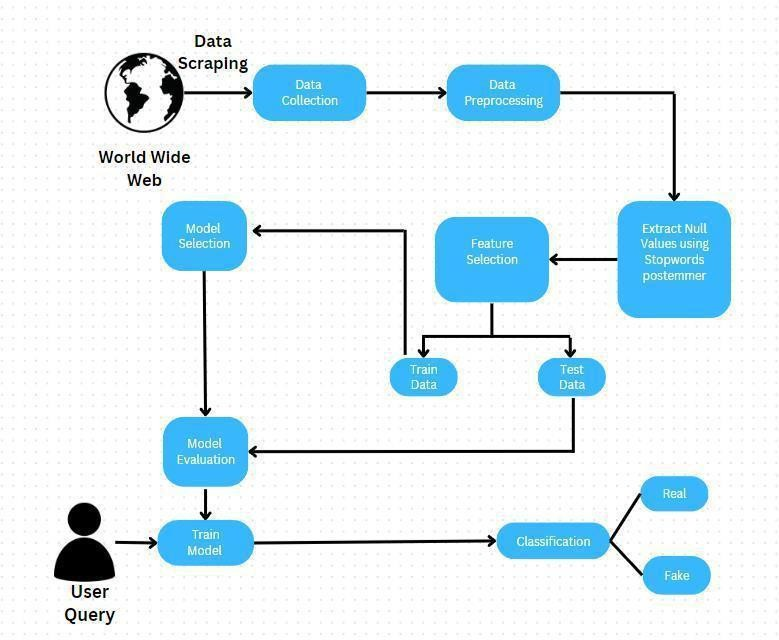 Data
Scraping
Data
Collection
Data
Preprocessing
World Wide
Web
Model
Selection
Feature
Selection
Extract Null
Values using
Stopwords
postemmer
Train
Data
Test
Data
Model
Evaluation
Real
Train
Model
Classification
Fake
User
Query